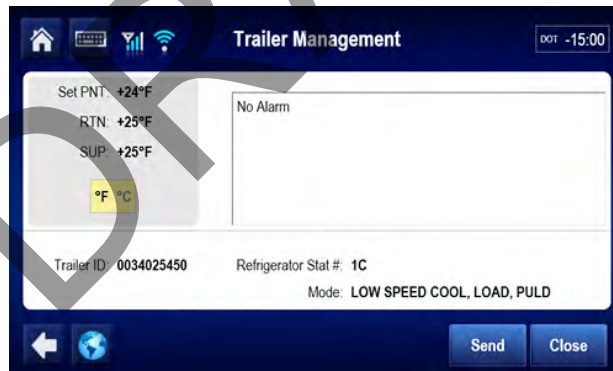 Trailer Management
DOT -15:00
Set PNT: +24°F
RTN: +25°F
SUP: +25°F
°F °C
No Alarm
Trailer ID: 0034025450
Refrigerator Stat #: 1C
Mode: LOW SPEED COOL, LOAD, PULD
Send
Close